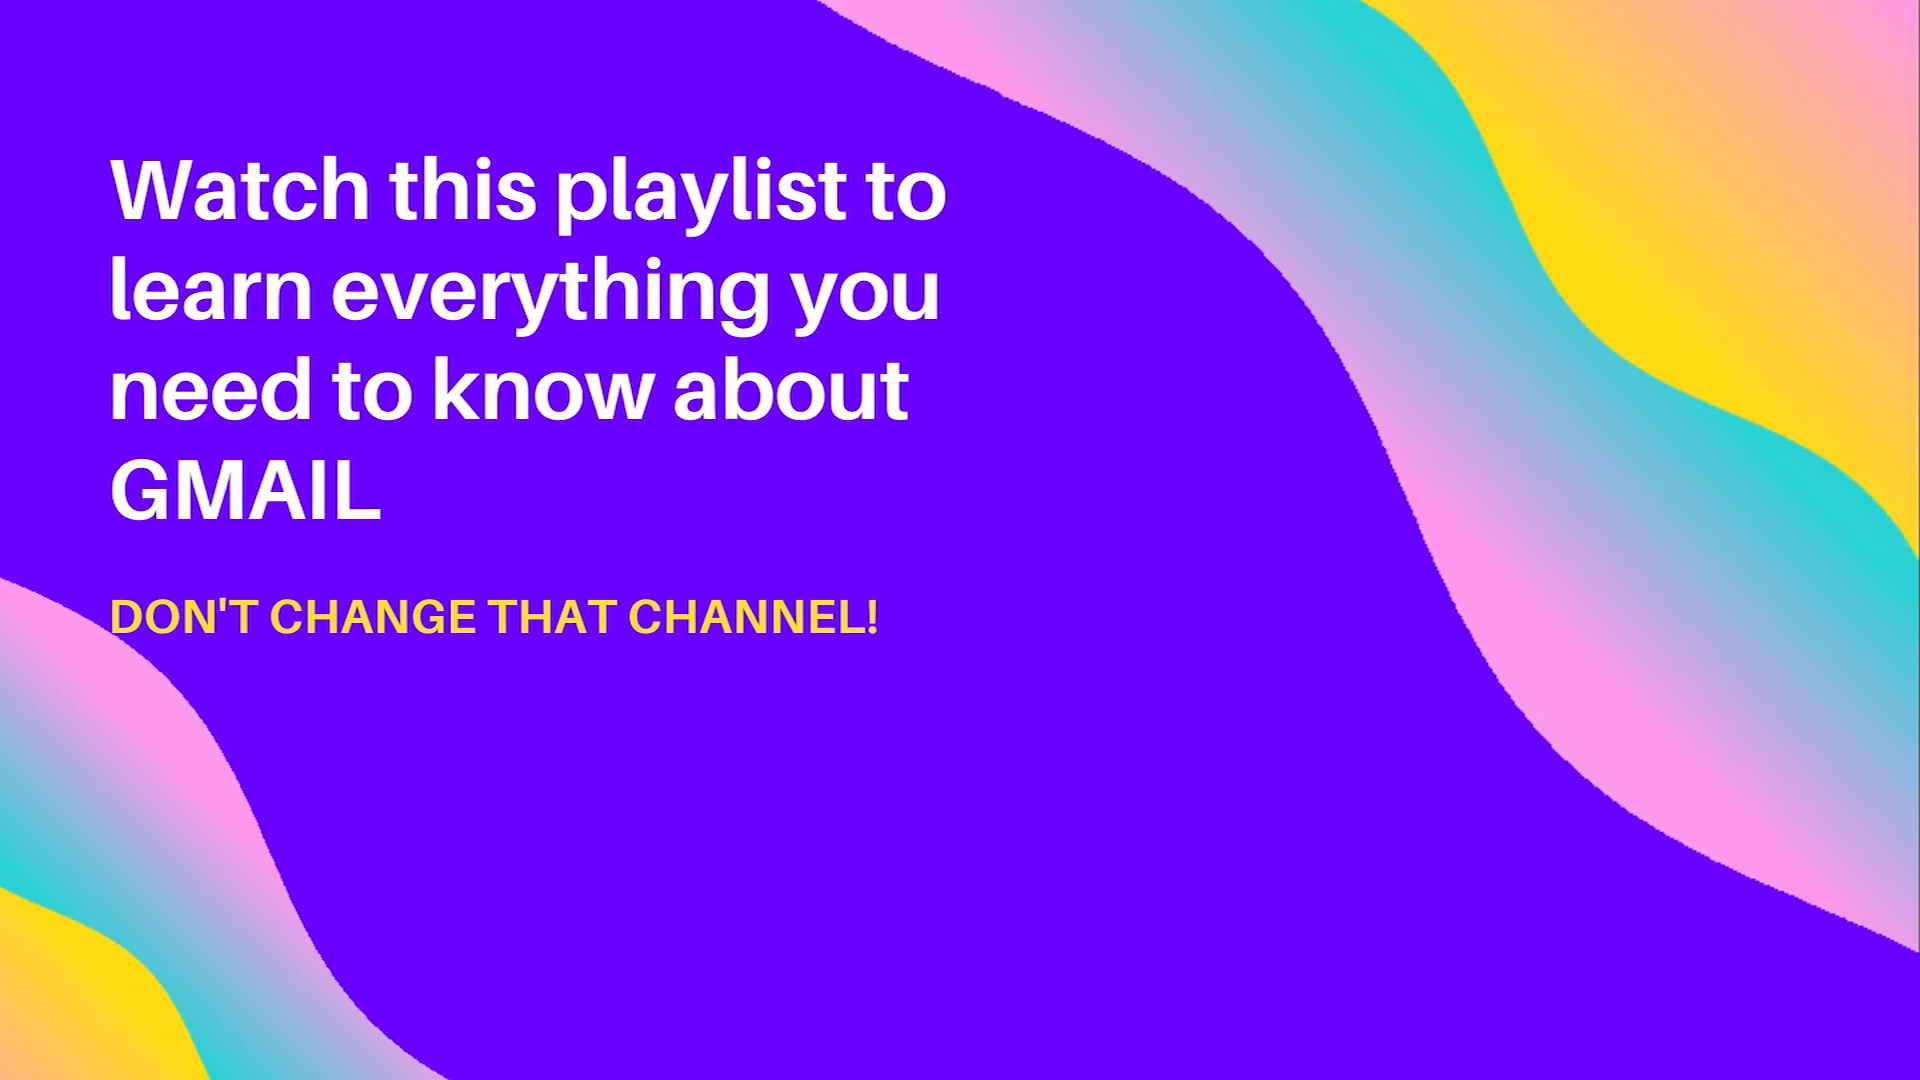 Watch this playlist to
learn everything you
need to know about
GMAIL
DON'T CHANGE THAT CHANNEL!